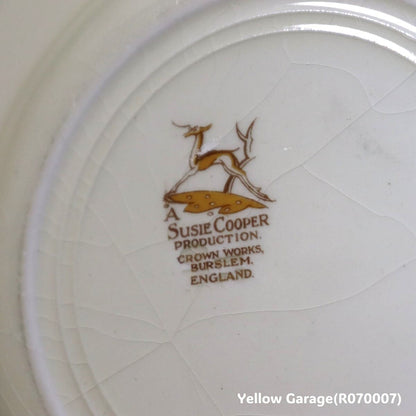 A
SUSIE COOPER
PRODUCTION.
CROWN WORKS,
BURSLEM,
ENGLAND.
Yellow Garage(R070007)